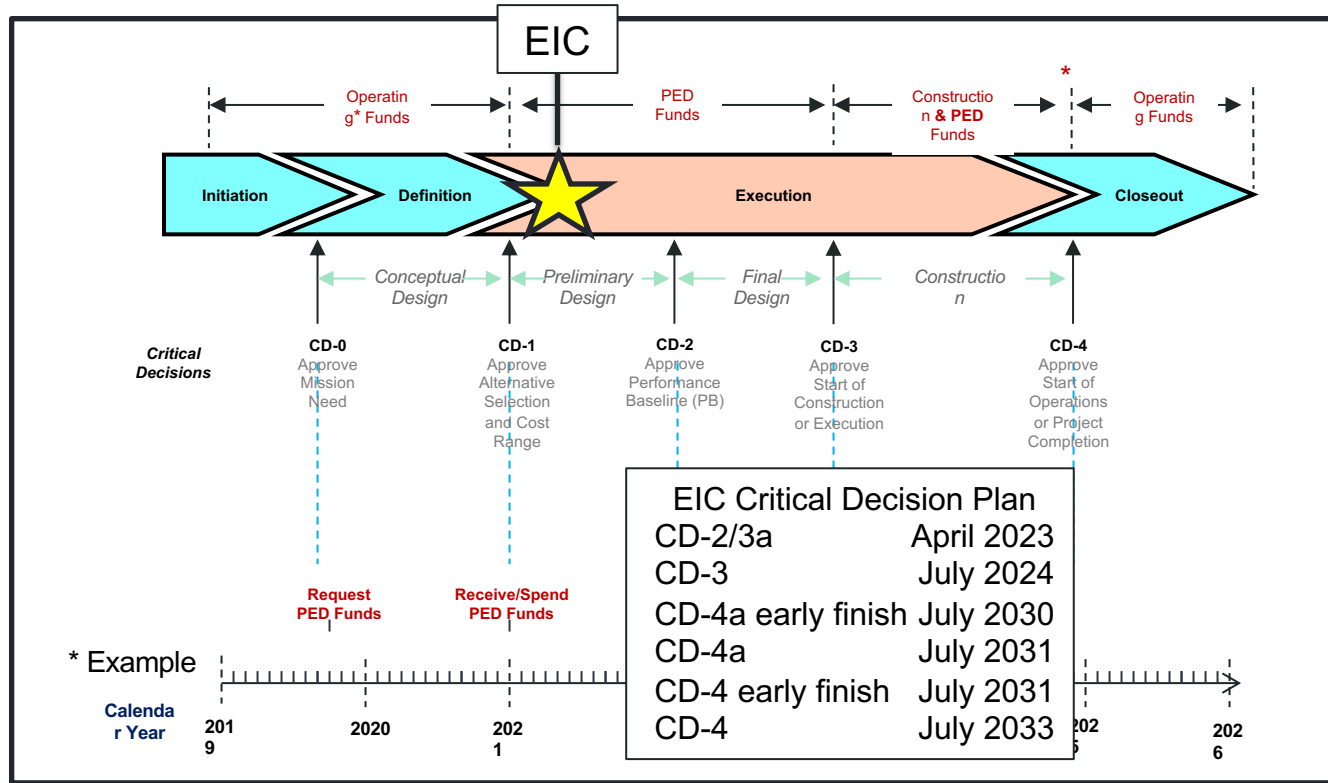 EIC
*
Operatin
g* Funds
PED
Funds
Constructio
n & PED
Funds
Operatin
g Funds
Initiation
Definition
Execution
Closeout
Conceptual
Design
Preliminary
Design
Final
Design
Constructio
n
Critical
Decisions
CD-0
Approve
Mission
Need
CD-1
Approve
Alternative
Selection
and Cost
Range
CD-2
Approve
Performance
Baseline (PB)
CD-3
Approve
Start of
Construction
or Execution
CD-4
Approve
Start of
Operations
or Project
Completion
EIC Critical Decision Plan
CD-2/3a April 2023
CD-3 July 2024
CD-4a early finish July 2030
CD-4a July 2031
CD-4 early finish July 2031
CD-4 July 2033
Request
PED Funds
Receive/Spend
PED Funds
* Example
Calenda
r Year
201
9
2020
202
1
202
6